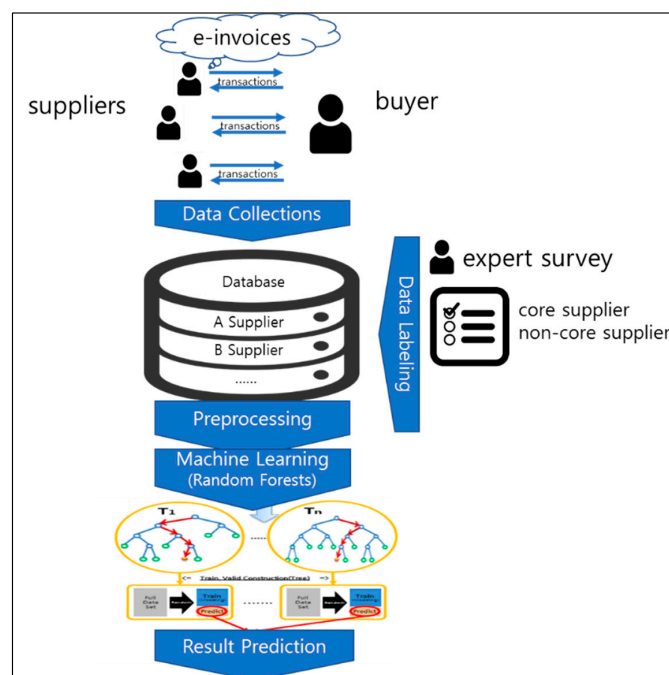 e-invoices
suppliers
transactions
transactions
transactions
buyer
Data Collections
Database
A Supplier
B Supplier
......
Data Labeling
expert survey
core supplier
non-core supplier
Preprocessing
Machine Learning
(Random Forests)
T1
......
Tn
<- Train, Valid Construction(Tree) ->
Full
Data
Set
Random
Train
Predict
........
Full
Data
Set
Random
Train
Predict
Result Prediction